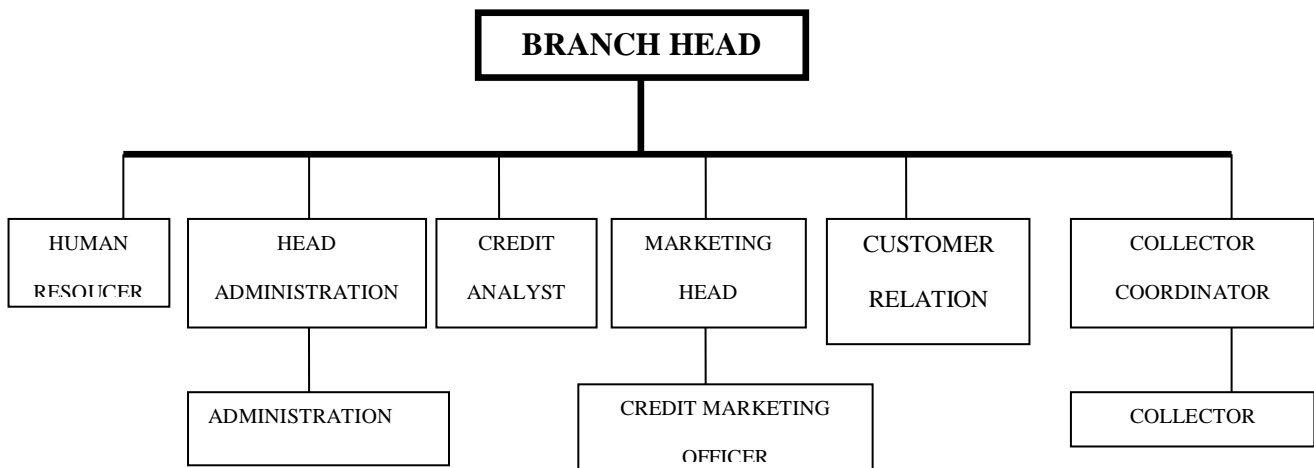 BRANCH HEAD
HUMAN
RESOUCER
HEAD
ADMINISTRATION
CREDIT
ANALYST
MARKETING
HEAD
CUSTOMER
RELATION
COLLECTOR
COORDINATOR
ADMINISTRATION
CREDIT MARKETING
OFFICER
COLLECTOR